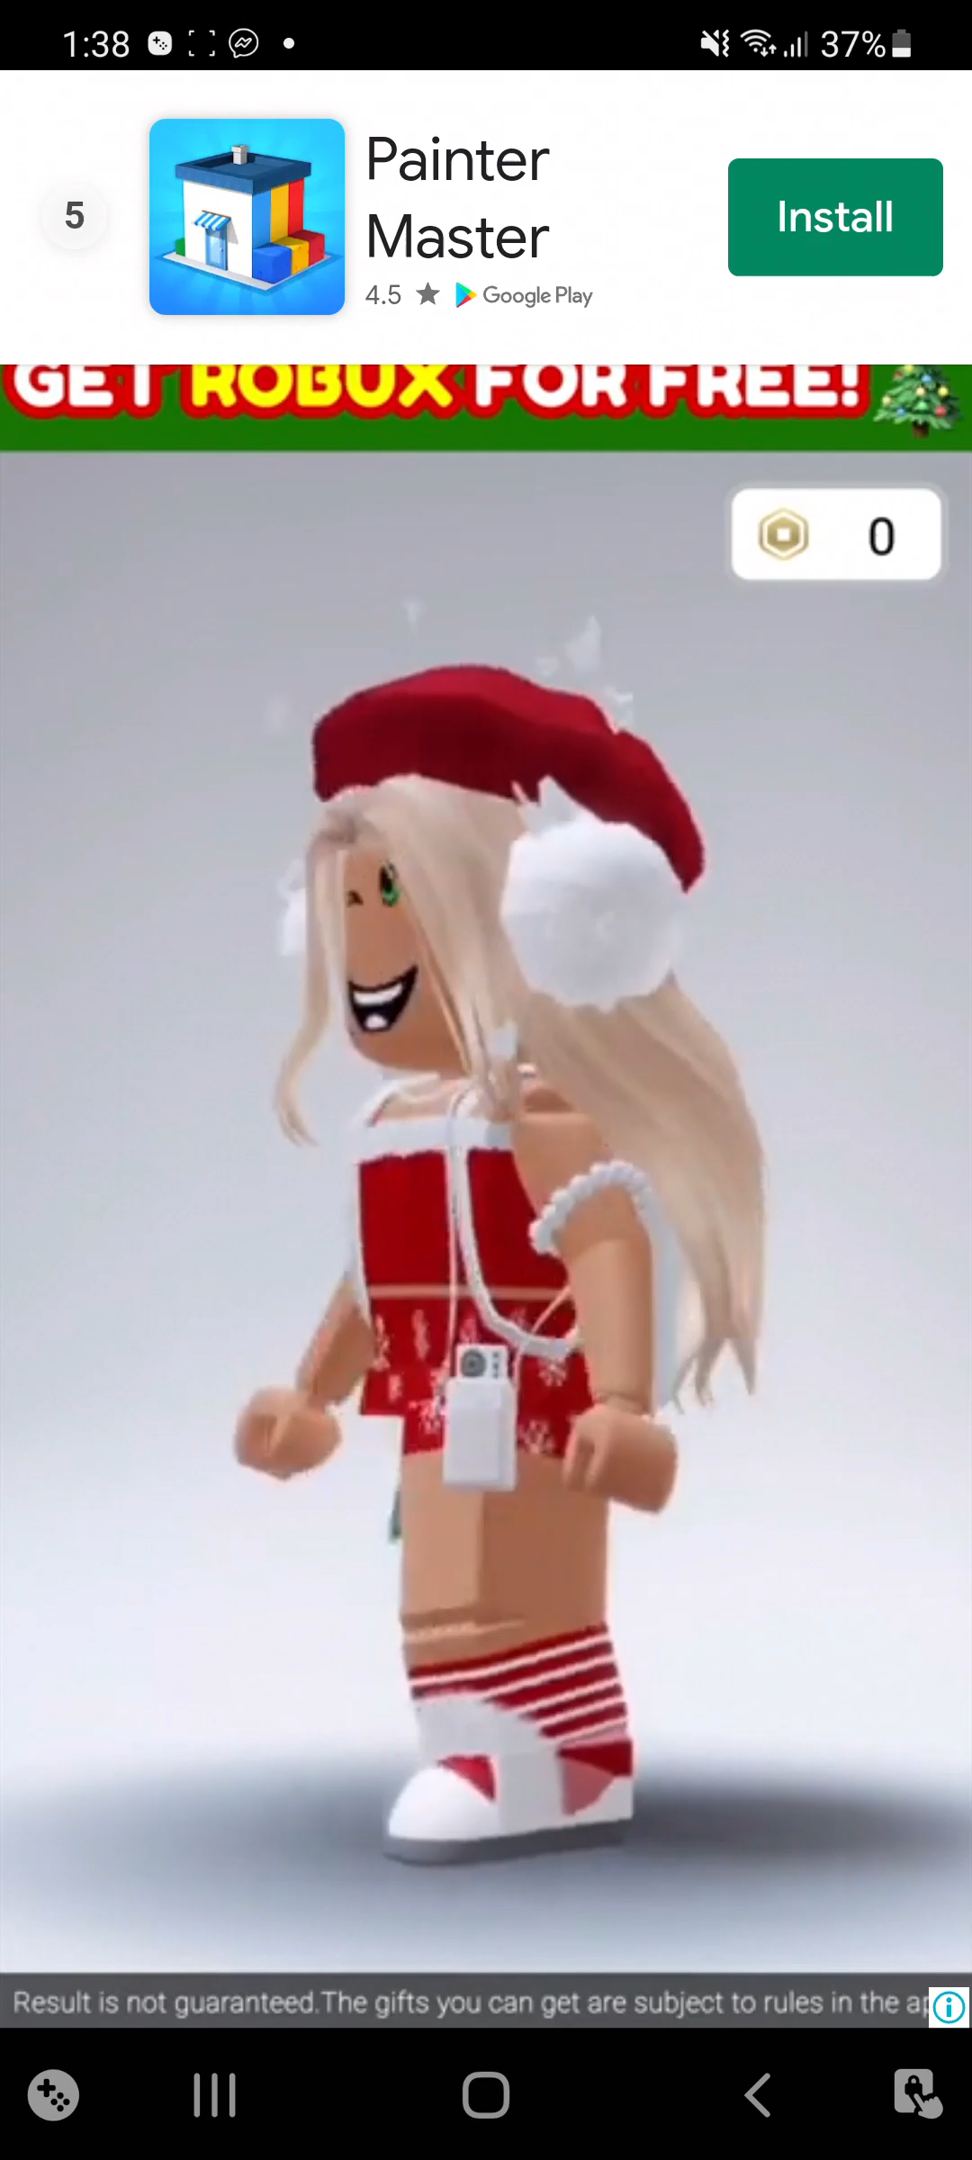 1:38
37%
5
Painter
Master
Install
4.5 ★ Google Play
GET ROBUX FOR FREE!
0
Result is not guaranteed.The gifts you can get are subject to rules in the